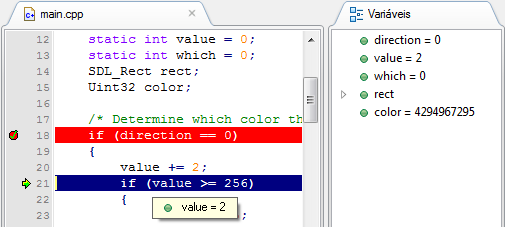 main.cpp
12 static int value = 0;
13 static int which = 0;
14 SDL_Rect rect;
15 Uint32 color;
16
17 /* Determine which color th
18 if (direction == 0)
19 {
20 value += 2;
21 if (value >= 256)
22 {
value = 2
23 ;
Variáveis
direction = 0
value = 2
which = 0
rect
color = 4294967295